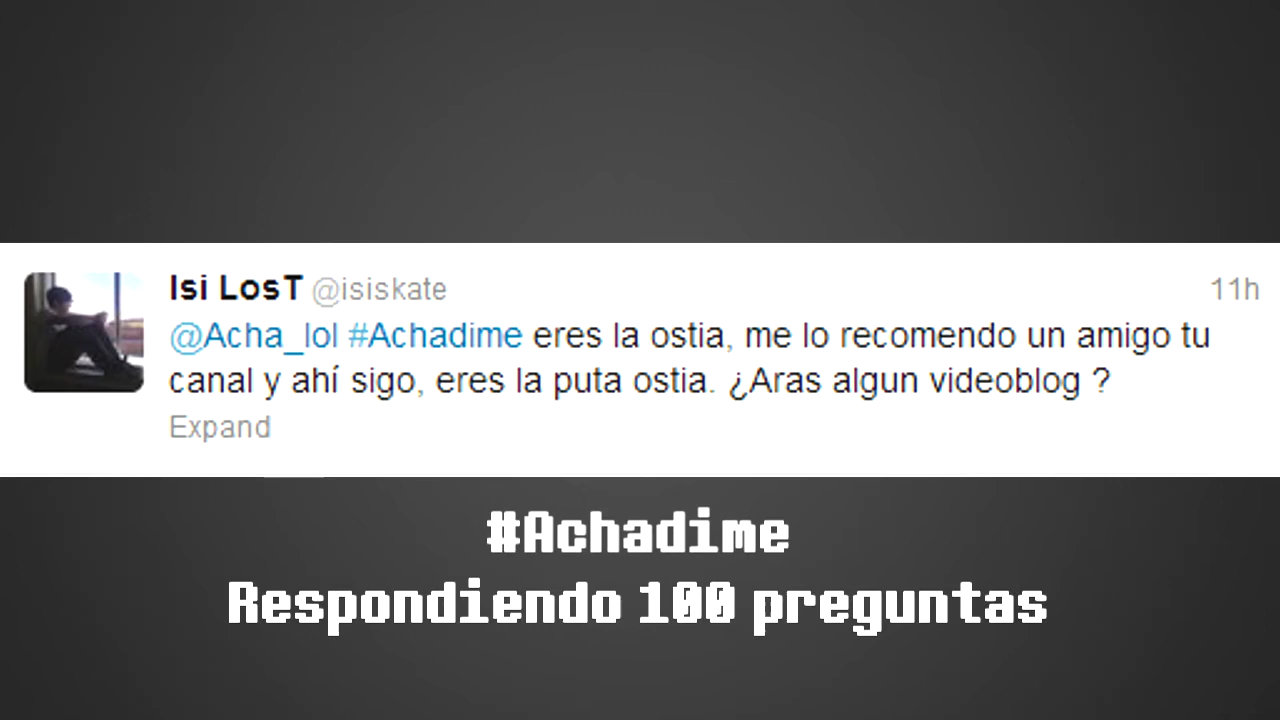 Isi LosT @isiskate 11h
@Acha_lol #Achadime eres la ostia, me lo recomendo un amigo tu
canal y ahí sigo, eres la puta ostia. ¿Aras algun videoblog ?
Expand
#Achadime
Respondiendo 100 preguntas